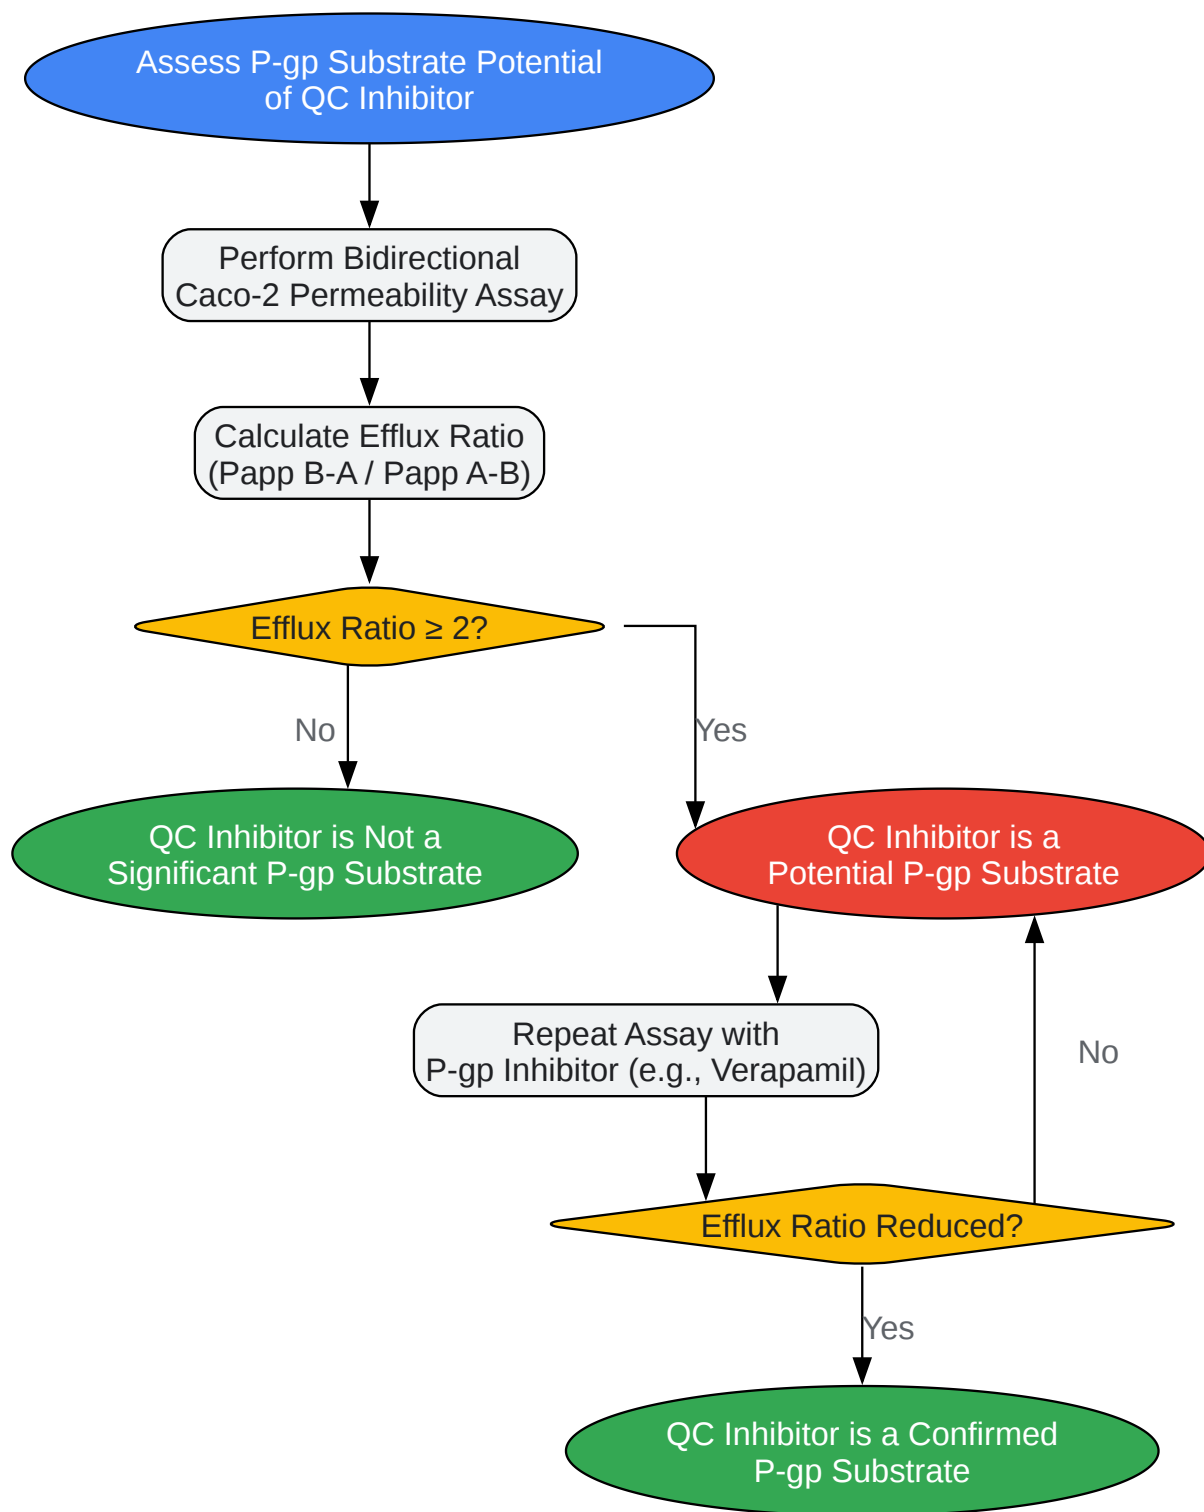 Assess P-gp Substrate Potential
of QC Inhibitor
Perform Bidirectional
Caco-2 Permeability Assay
Calculate Efflux Ratio
(Papp B-A / Papp A-B)
Efflux Ratio ≥ 2?
No
Yes
QC Inhibitor is Not a
Significant P-gp Substrate
QC Inhibitor is a
Potential P-gp Substrate
Repeat Assay with
P-gp Inhibitor (e.g., Verapamil)
No
Efflux Ratio Reduced?
Yes
QC Inhibitor is a Confirmed
P-gp Substrate